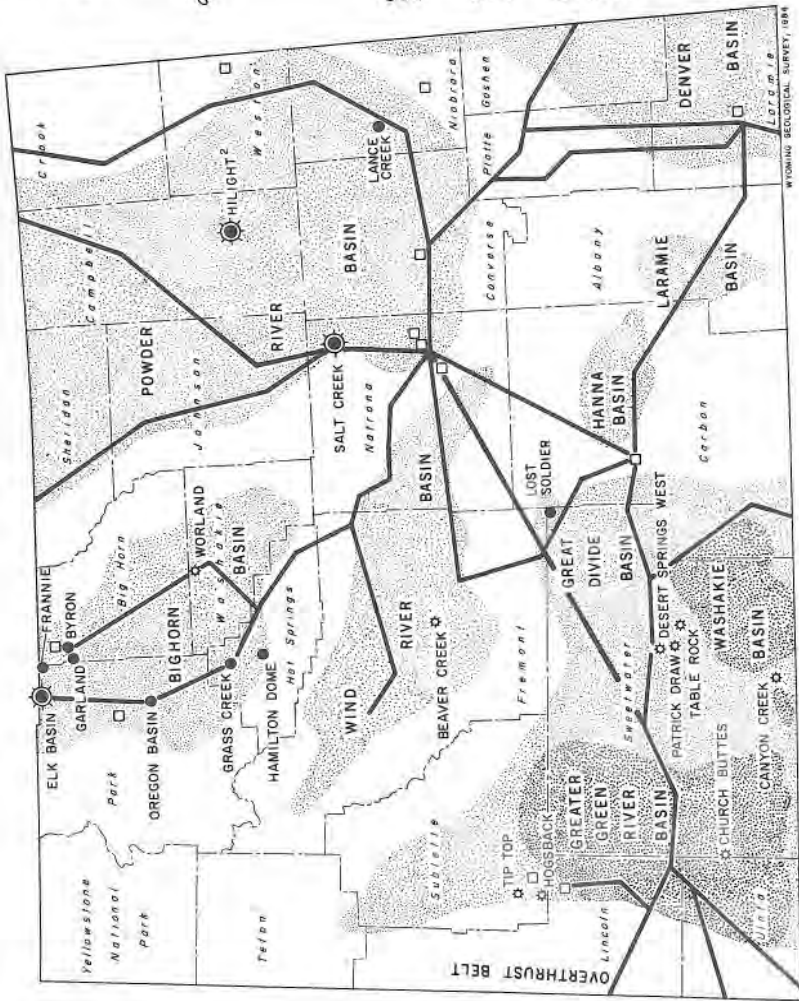 Yellowstone
National
Park
Park
ELK BASIN
FRANNIE
BYRON
GARLAND
Big Horn
OREGON BASIN
BIGHORN
BASIN
WORLAND
Washakie
GRASS CREEK
HAMILTON DOME
Hot Springs
Sheridan
Johnson
POWDER
RIVER
BASIN
Campbell
HILIGHT²
Crook
Weston
SALT CREEK
Natrona
LANCE
CREEK
Niobrara
Converse
Teton
Sublette
WIND
RIVER
BASIN
BEAVER CREEK
Fremont
TIP TOP
HOGSBACK
Lincoln
OVERTHRUST BELT
GREATER
GREEN
RIVER
BASIN
Sweetwater
GREAT
DIVIDE
BASIN
LOST
SOLDIER
HANNA
BASIN
Carbon
Albany
LARAMIE
BASIN
Platte
Goshen
DENVER
BASIN
Laramie
DESERT SPRINGS WEST
PATRICK DRAW
TABLE ROCK
WASHAKIE
BASIN
CANYON CREEK
CHURCH BUTTES
Uinta
WYOMING GEOLOGICAL SURVEY, 1984